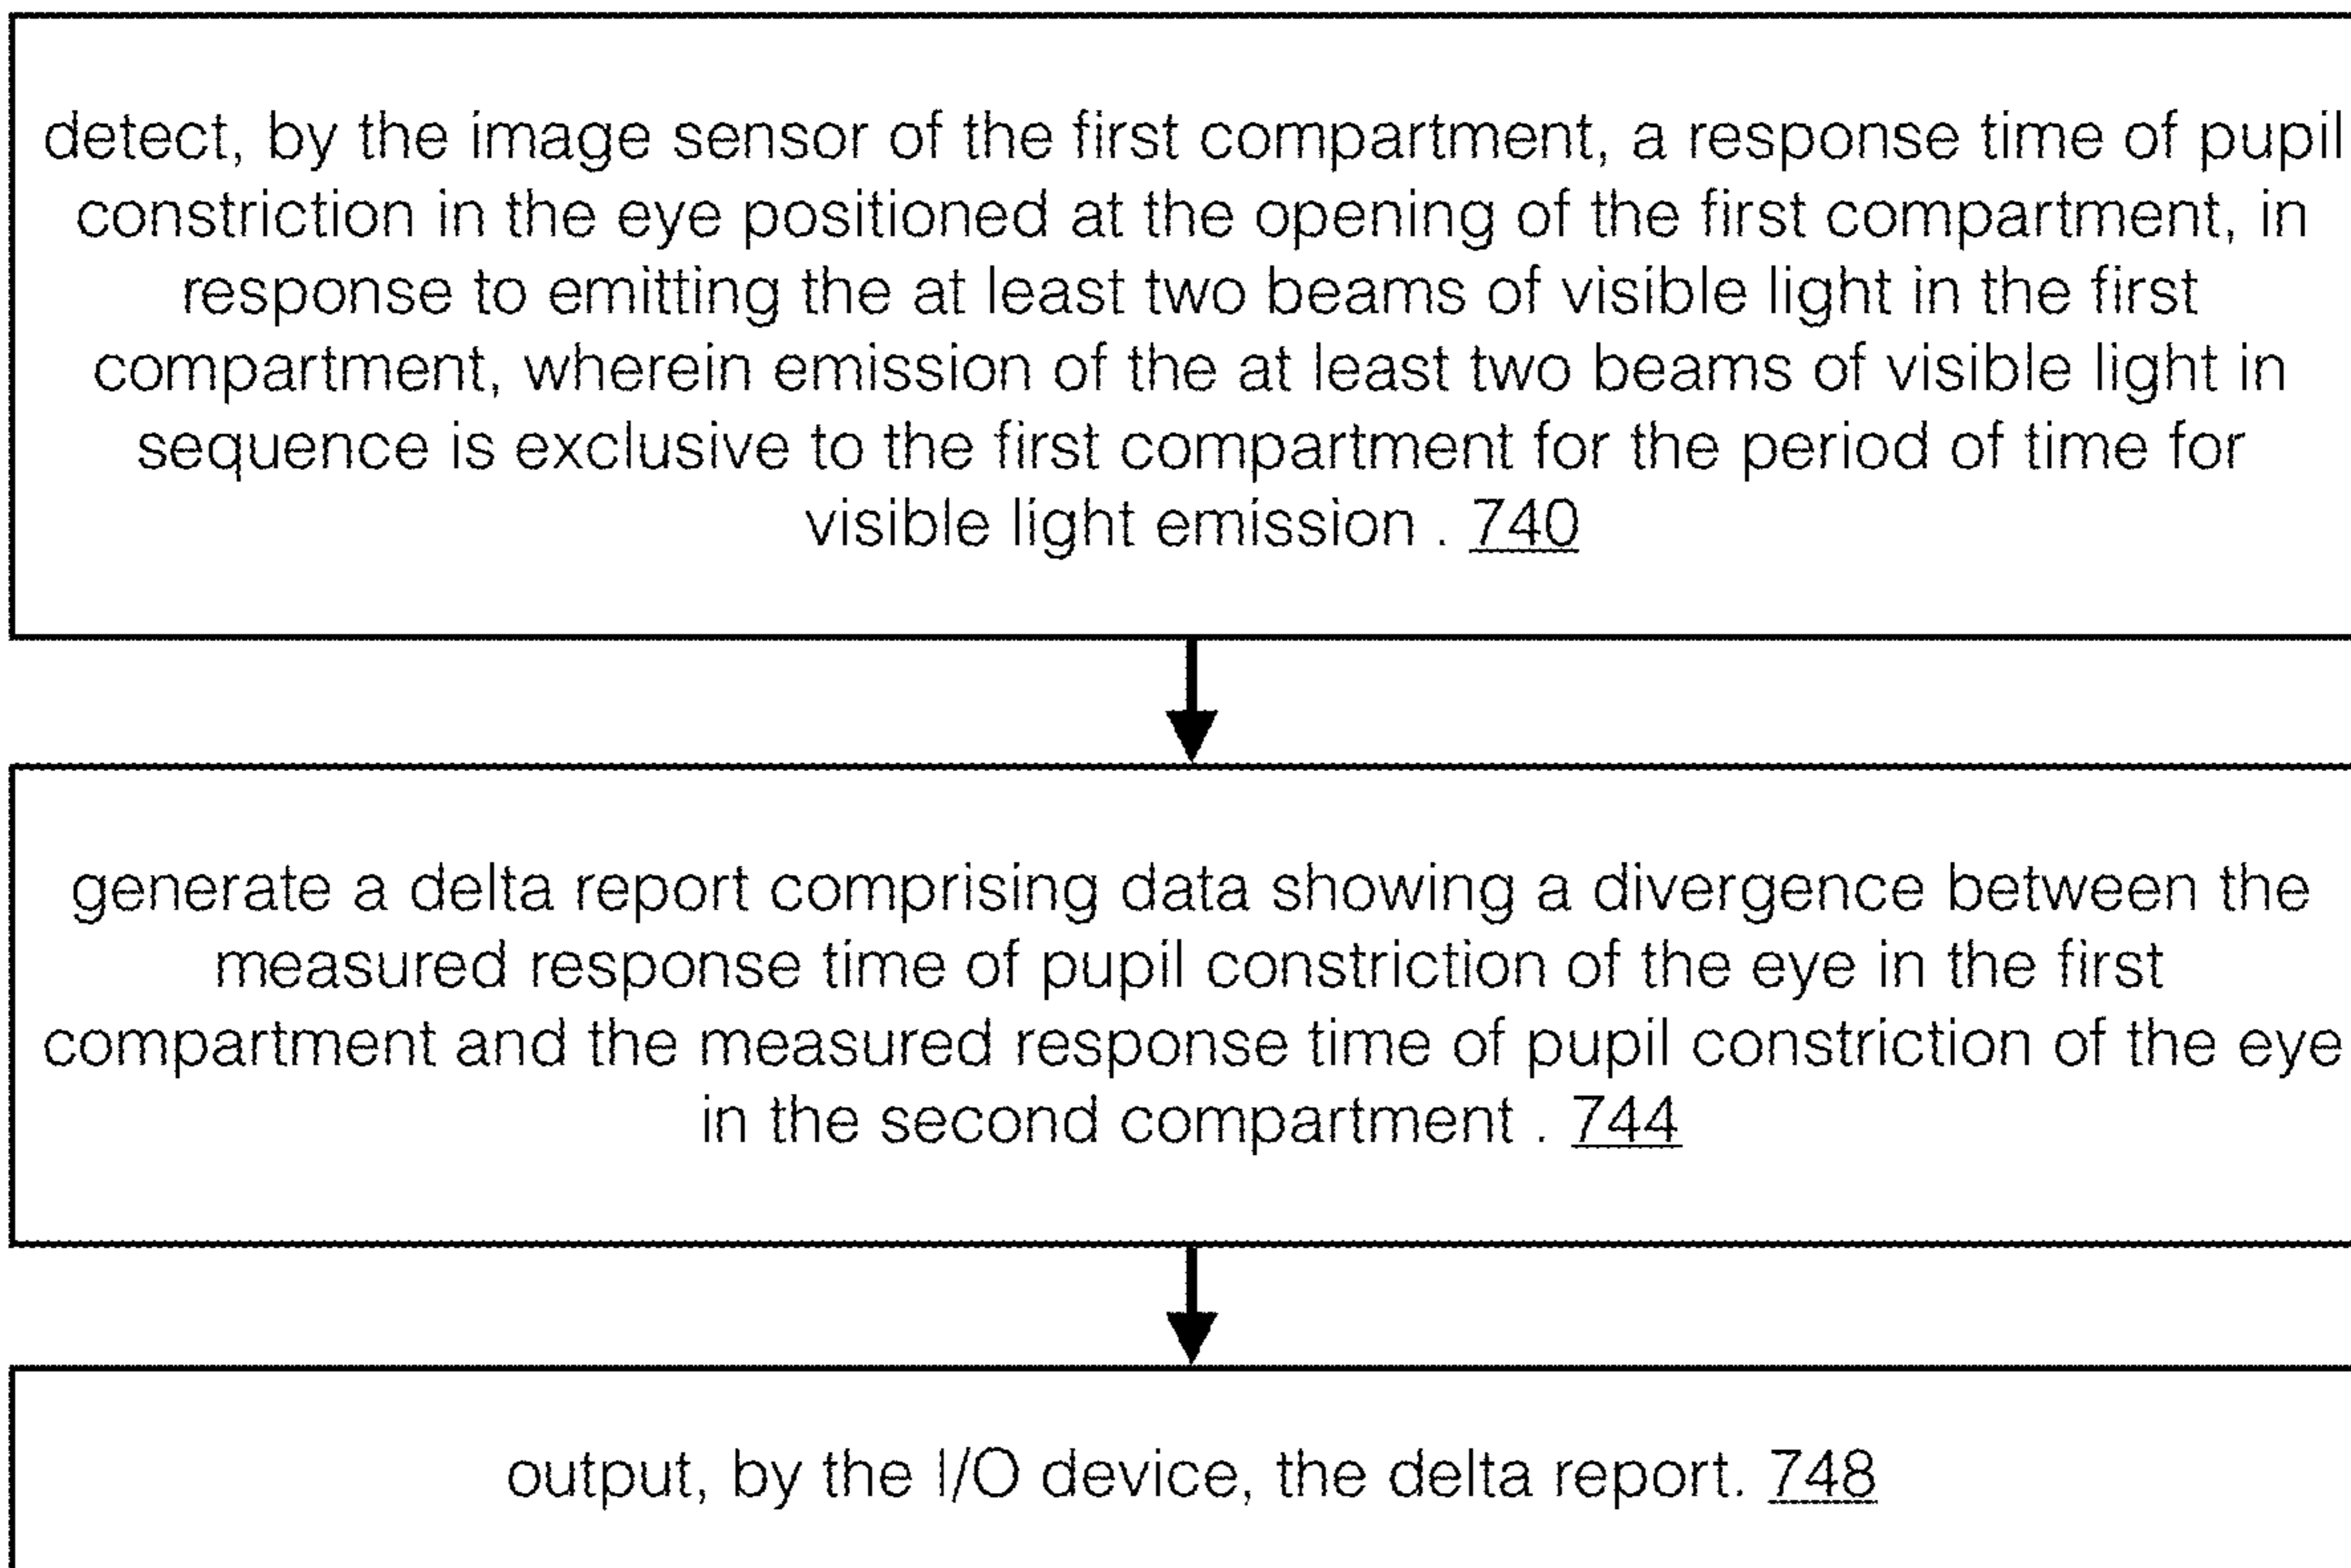 detect, by the image sensor of the first compartment, a response time of pupil
constriction in the eye positioned at the opening of the first compartment, in
response to emitting the at least two beams of visible light in the first
compartment, wherein emission of the at least two beams of visible light in
sequence is exclusive to the first compartment for the period of time for
visible light emission . 740
generate a delta report comprising data showing a divergence between the
measured response time of pupil constriction of the eye in the first
compartment and the measured response time of pupil constriction of the eye
in the second compartment . 744
output, by the I/O device, the delta report. 748